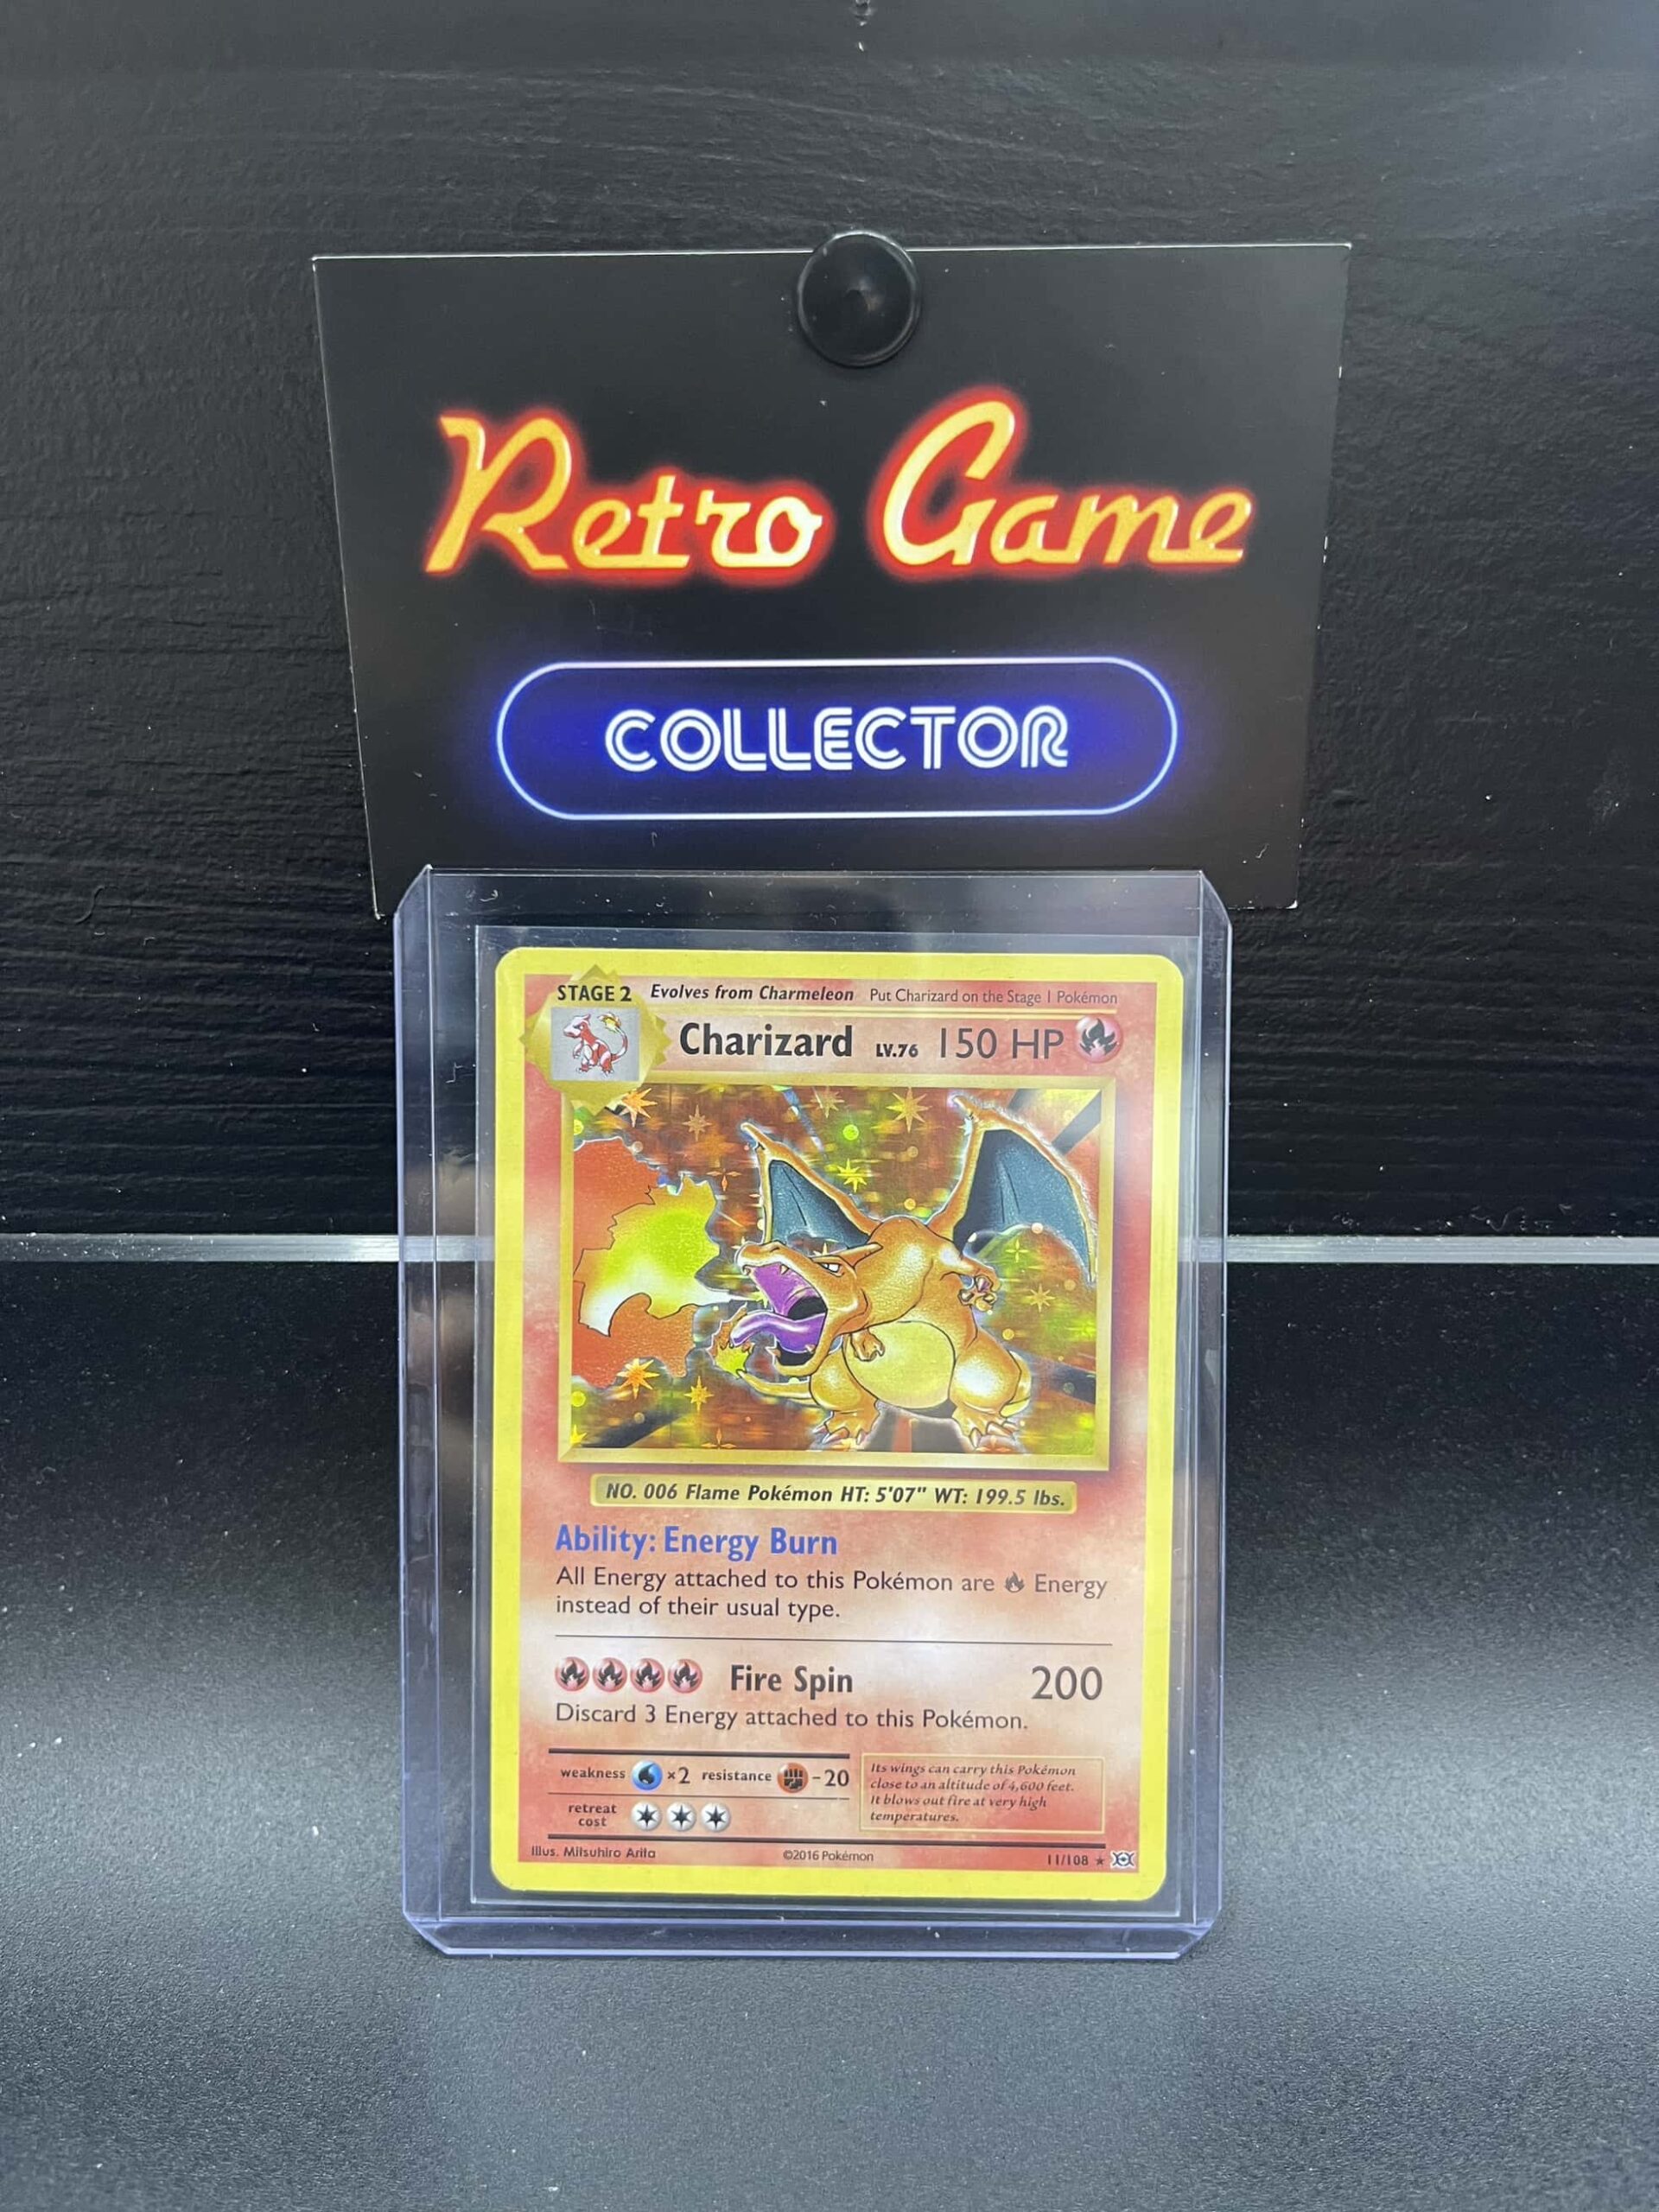 Retro Game
COLLECTOR
STAGE 2 Evolves from Charmeleon Put Charizard on the Stage 1 Pokémon
Charizard LV.76 150 HP
NO. 006 Flame Pokémon HT: 5'07" WT: 199.5 lbs.
Ability: Energy Burn
All Energy attached to this Pokémon are Energy
instead of their usual type.
Fire Spin 200
Discard 3 Energy attached to this Pokémon.
weakness ×2 resistance -20
retreat
cost
Its wings can carry this Pokémon
close to an altitude of 4,600 feet.
It blows out fire at very high
temperatures.
Illus. Mitsuhiro Arita ©2016 Pokémon 11/108 ★